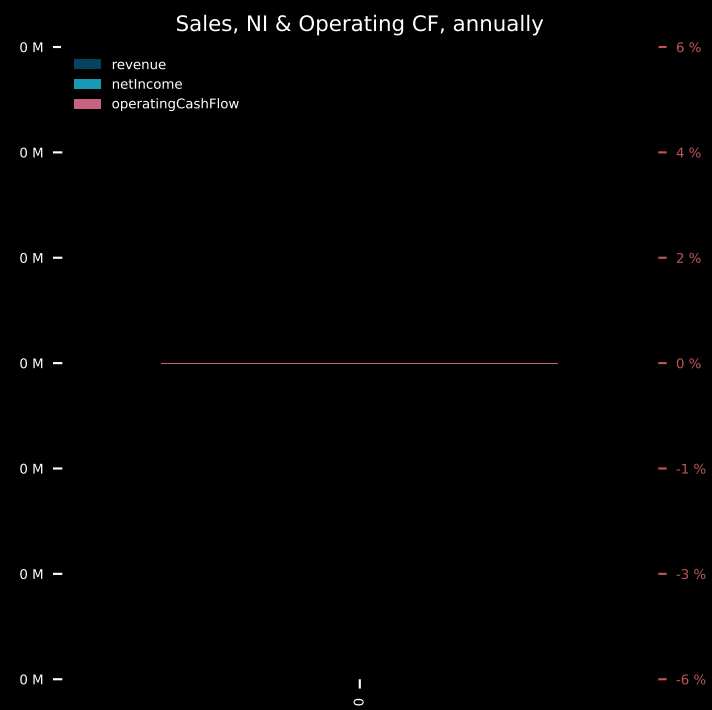 Sales, NI & Operating CF, annually
0 M
6 %
revenue
netIncome
operatingCashFlow
0 M
4 %
0 M
2 %
0 M
0 %
0 M
-1 %
0 M
-3 %
0 M
-6 %
0